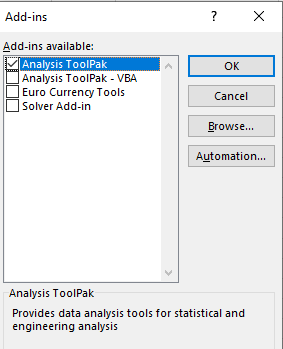 Add-ins
Add-ins available:
Analysis ToolPak
Analysis ToolPak - VBA
Euro Currency Tools
Solver Add-in
OK
Cancel
Browse...
Automation...
Analysis ToolPak
Provides data analysis tools for statistical and
engineering analysis